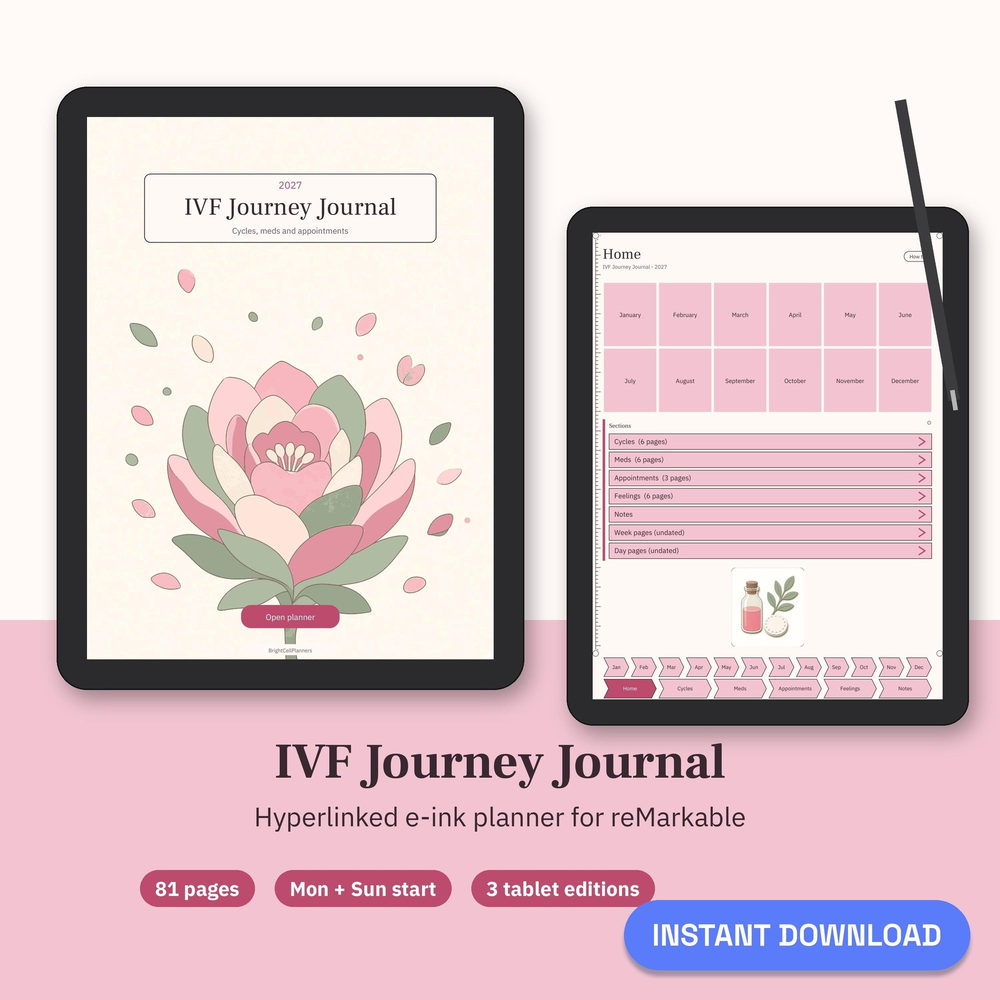 2027
IVF Journey Journal
Cycles, meds and appointments
Open planner
BrightCellPlanners
Home
IVF Journey Journal - 2027
How
January
February
March
April
May
June
July
August
September
October
November
December
Sections
Cycles (6 pages)
Meds (6 pages)
Appointments (3 pages)
Feelings (6 pages)
Notes
Week pages (undated)
Day pages (undated)
Jan
Feb
Mar
Apr
May
Jun
Jul
Aug
Sep
Oct
Nov
Dec
Home
Cycles
Meds
Appointments
Feelings
Notes
IVF Journey Journal
Hyperlinked e-ink planner for reMarkable
81 pages
Mon + Sun start
3 tablet editions
INSTANT DOWNLOAD